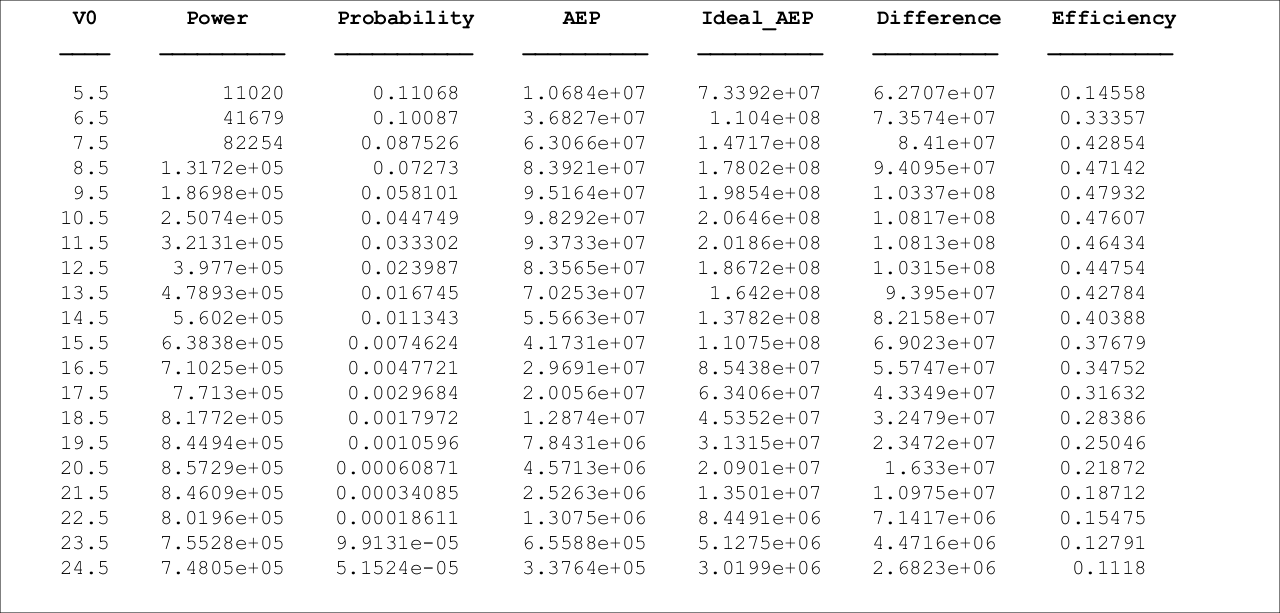 V0 Power Probability AEP Ideal_AEP Difference Efficiency
5.5 11020 0.11068 1.0684e+07 7.3392e+07 6.2707e+07 0.14558
6.5 41679 0.10087 3.6827e+07 1.104e+08 7.3574e+07 0.33357
7.5 82254 0.087526 6.3066e+07 1.4717e+08 8.41e+07 0.42854
8.5 1.3172e+05 0.07273 8.3921e+07 1.7802e+08 9.4095e+07 0.47142
9.5 1.8698e+05 0.058101 9.5164e+07 1.9854e+08 1.0337e+08 0.47932
10.5 2.5074e+05 0.044749 9.8292e+07 2.0646e+08 1.0817e+08 0.47607
11.5 3.2131e+05 0.033302 9.3733e+07 2.0186e+08 1.0813e+08 0.46434
12.5 3.977e+05 0.023987 8.3565e+07 1.8672e+08 1.0315e+08 0.44754
13.5 4.7893e+05 0.016745 7.0253e+07 1.642e+08 9.395e+07 0.42784
14.5 5.602e+05 0.011343 5.5663e+07 1.3782e+08 8.2158e+07 0.40388
15.5 6.3838e+05 0.0074624 4.1731e+07 1.1075e+08 6.9023e+07 0.37679
16.5 7.1025e+05 0.0047721 2.9691e+07 8.5438e+07 5.5747e+07 0.34752
17.5 7.713e+05 0.0029684 2.0056e+07 6.3406e+07 4.3349e+07 0.31632
18.5 8.1772e+05 0.0017972 1.2874e+07 4.5352e+07 3.2479e+07 0.28386
19.5 8.4494e+05 0.0010596 7.8431e+06 3.1315e+07 2.3472e+07 0.25046
20.5 8.5729e+05 0.00060871 4.5713e+06 2.0901e+07 1.633e+07 0.21872
21.5 8.4609e+05 0.00034085 2.5263e+06 1.3501e+07 1.0975e+07 0.18712
22.5 8.0196e+05 0.00018611 1.3075e+06 8.4491e+06 7.1417e+06 0.15475
23.5 7.5528e+05 9.9131e-05 6.5588e+05 5.1275e+06 4.4716e+06 0.12791
24.5 7.4805e+05 5.1524e-05 3.3764e+05 3.0199e+06 2.6823e+06 0.1118